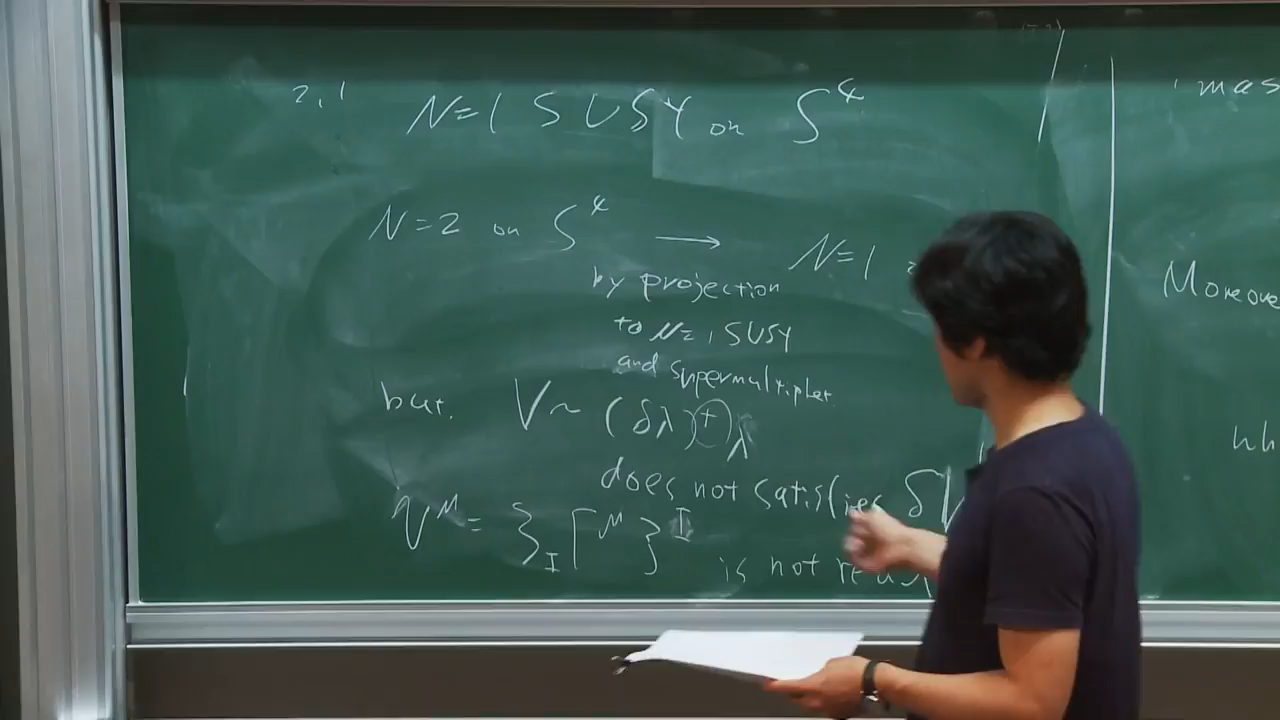 2.1 N=1 SUSY on S⁴
N=2 on S⁴ → N=1
by projection
to N=1 SUSY
and supermultiplet.
but. V ~ (δλ)⁺λ
does not satisfies δV
v^M = ξ_I Γ^M ξ^I
is not real
mas
Moreove
wh